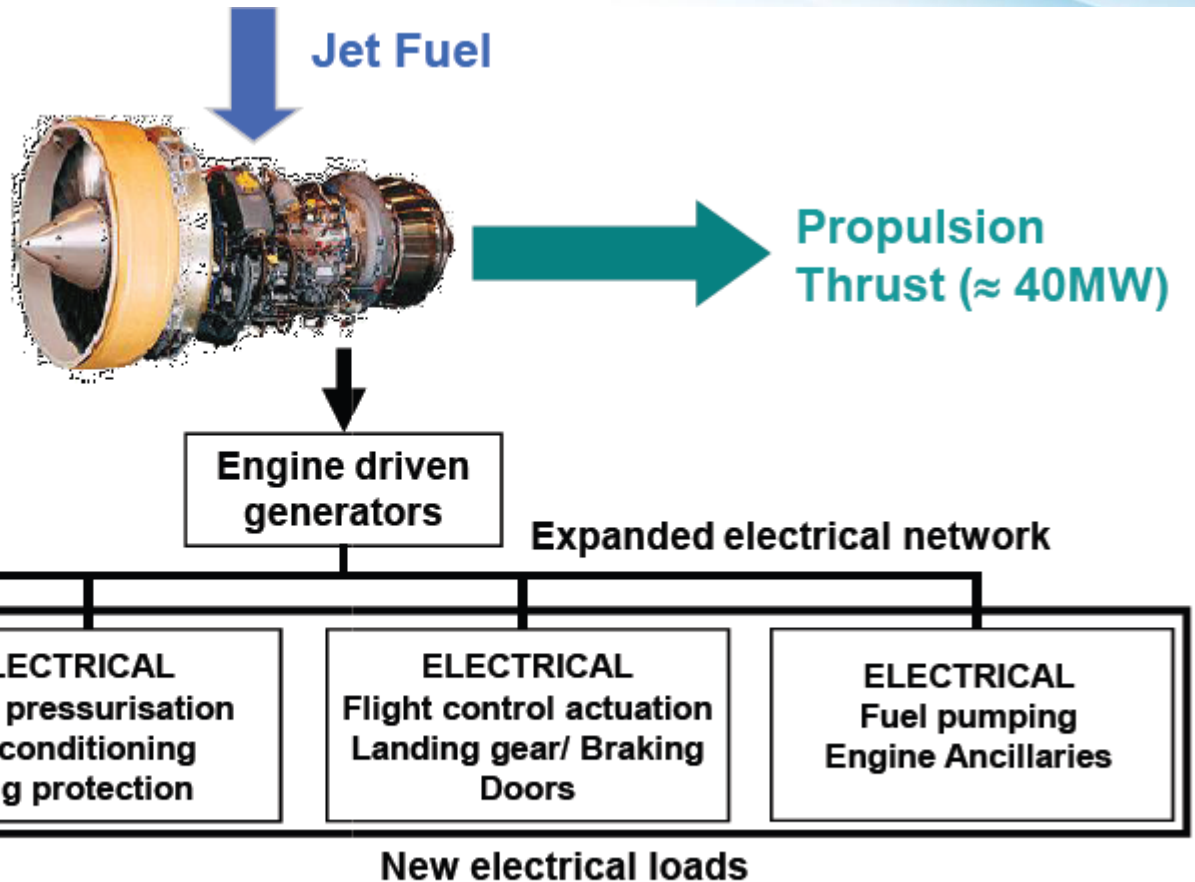 Jet Fuel
Propulsion
Thrust (≈ 40MW)
Engine driven
generators
Expanded electrical network
LECTRICAL
pressurisation
conditioning
g protection
ELECTRICAL
Flight control actuation
Landing gear/ Braking
Doors
ELECTRICAL
Fuel pumping
Engine Ancillaries
New electrical loads